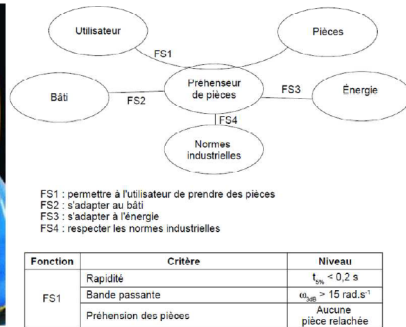 Utilisateur
Pièces
FS1
Préhenseur
de pièces
Bâti
FS2
FS3
Énergie
FS4
Normes
industrielles
FS1 : permettre à l'utilisateur de prendre des pièces
FS2 : s'adapter au bâti
FS3 : s'adapter à l'énergie
FS4 : respecter les normes industrielles
Fonction Critère Niveau
FS1
Rapidité t5% < 0,2 s
Bande passante ω0dB > 15 rad.s-1
Préhension des pièces Aucune
pièce relachée